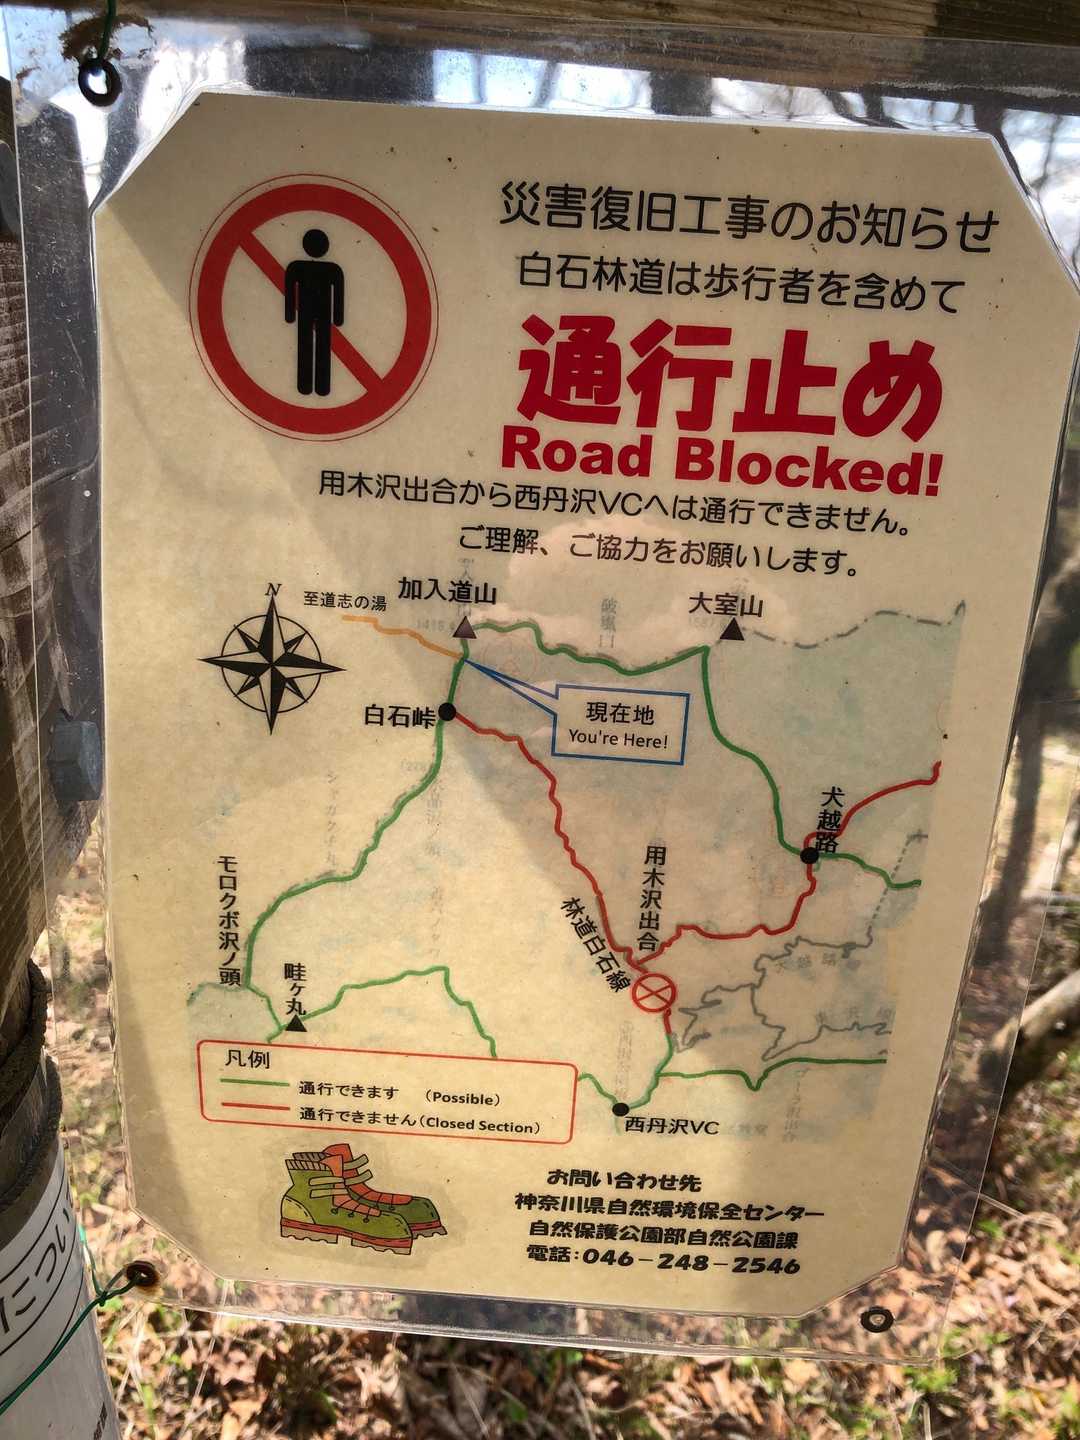 災害復旧工事のお知らせ
白石林道は歩行者を含めて
通行止め
Road Blocked!
用木沢出合から西丹沢VCへは通行できません。
ご理解、ご協力をお願いします。
N
至道志の湯
加入道山
大室山
白石峠
現在地
You're Here!
犬越路
用木沢出合
林道白石線
モロクボ沢ノ頭
畦ヶ丸
西丹沢VC
凡例
通行できます （Possible）
通行できません（Closed Section）
お問い合わせ先
神奈川県自然環境保全センター
自然保護公園部自然公園課
電話：046－248－2546
につい